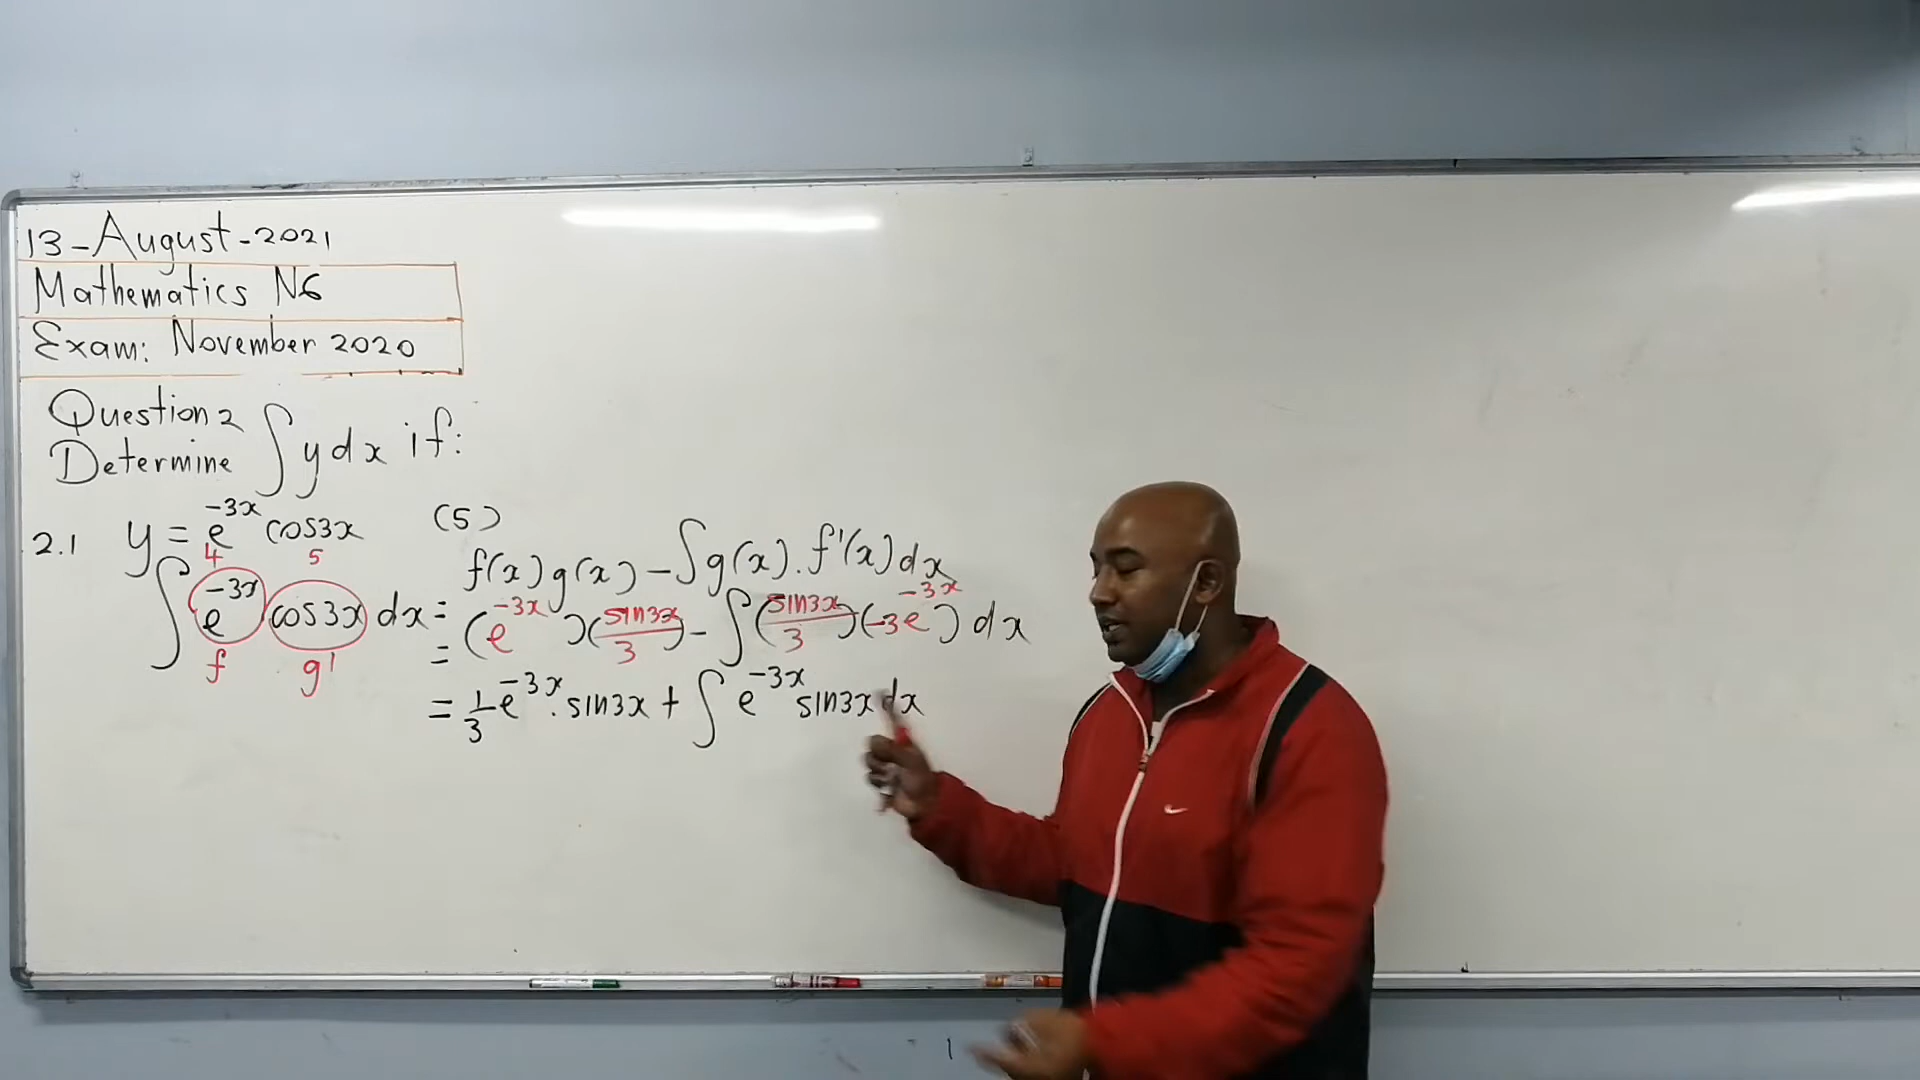 13-August-2021
Mathematics N6
Exam: November 2020
Question 2
Determine ∫ydx if:
2.1 y = e^-3x cos3x (5)
4 5
f(x)g(x) - ∫g(x).f'(x)dx
∫e^-3x cos3x dx = (e^-3x)(sin3x/3) - ∫(sin3x/3)(-3e^-3x) dx
f g' =
= 1/3 e^-3x . sin3x + ∫e^-3x sin3x dx